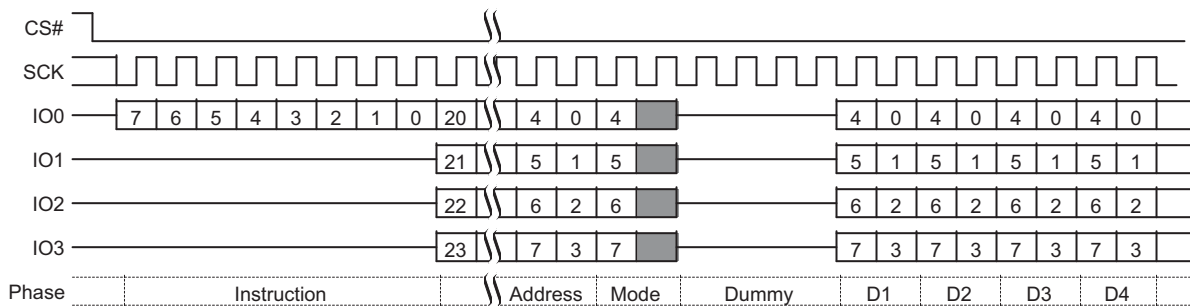 CS#
SCK
IO0 7 6 5 4 3 2 1 0 20 4 0 4 4 0 4 0 4 0 4 0
IO1 21 5 1 5 5 1 5 1 5 1 5 1
IO2 22 6 2 6 6 2 6 2 6 2 6 2
IO3 23 7 3 7 7 3 7 3 7 3 7 3
Phase Instruction Address Mode Dummy D1 D2 D3 D4